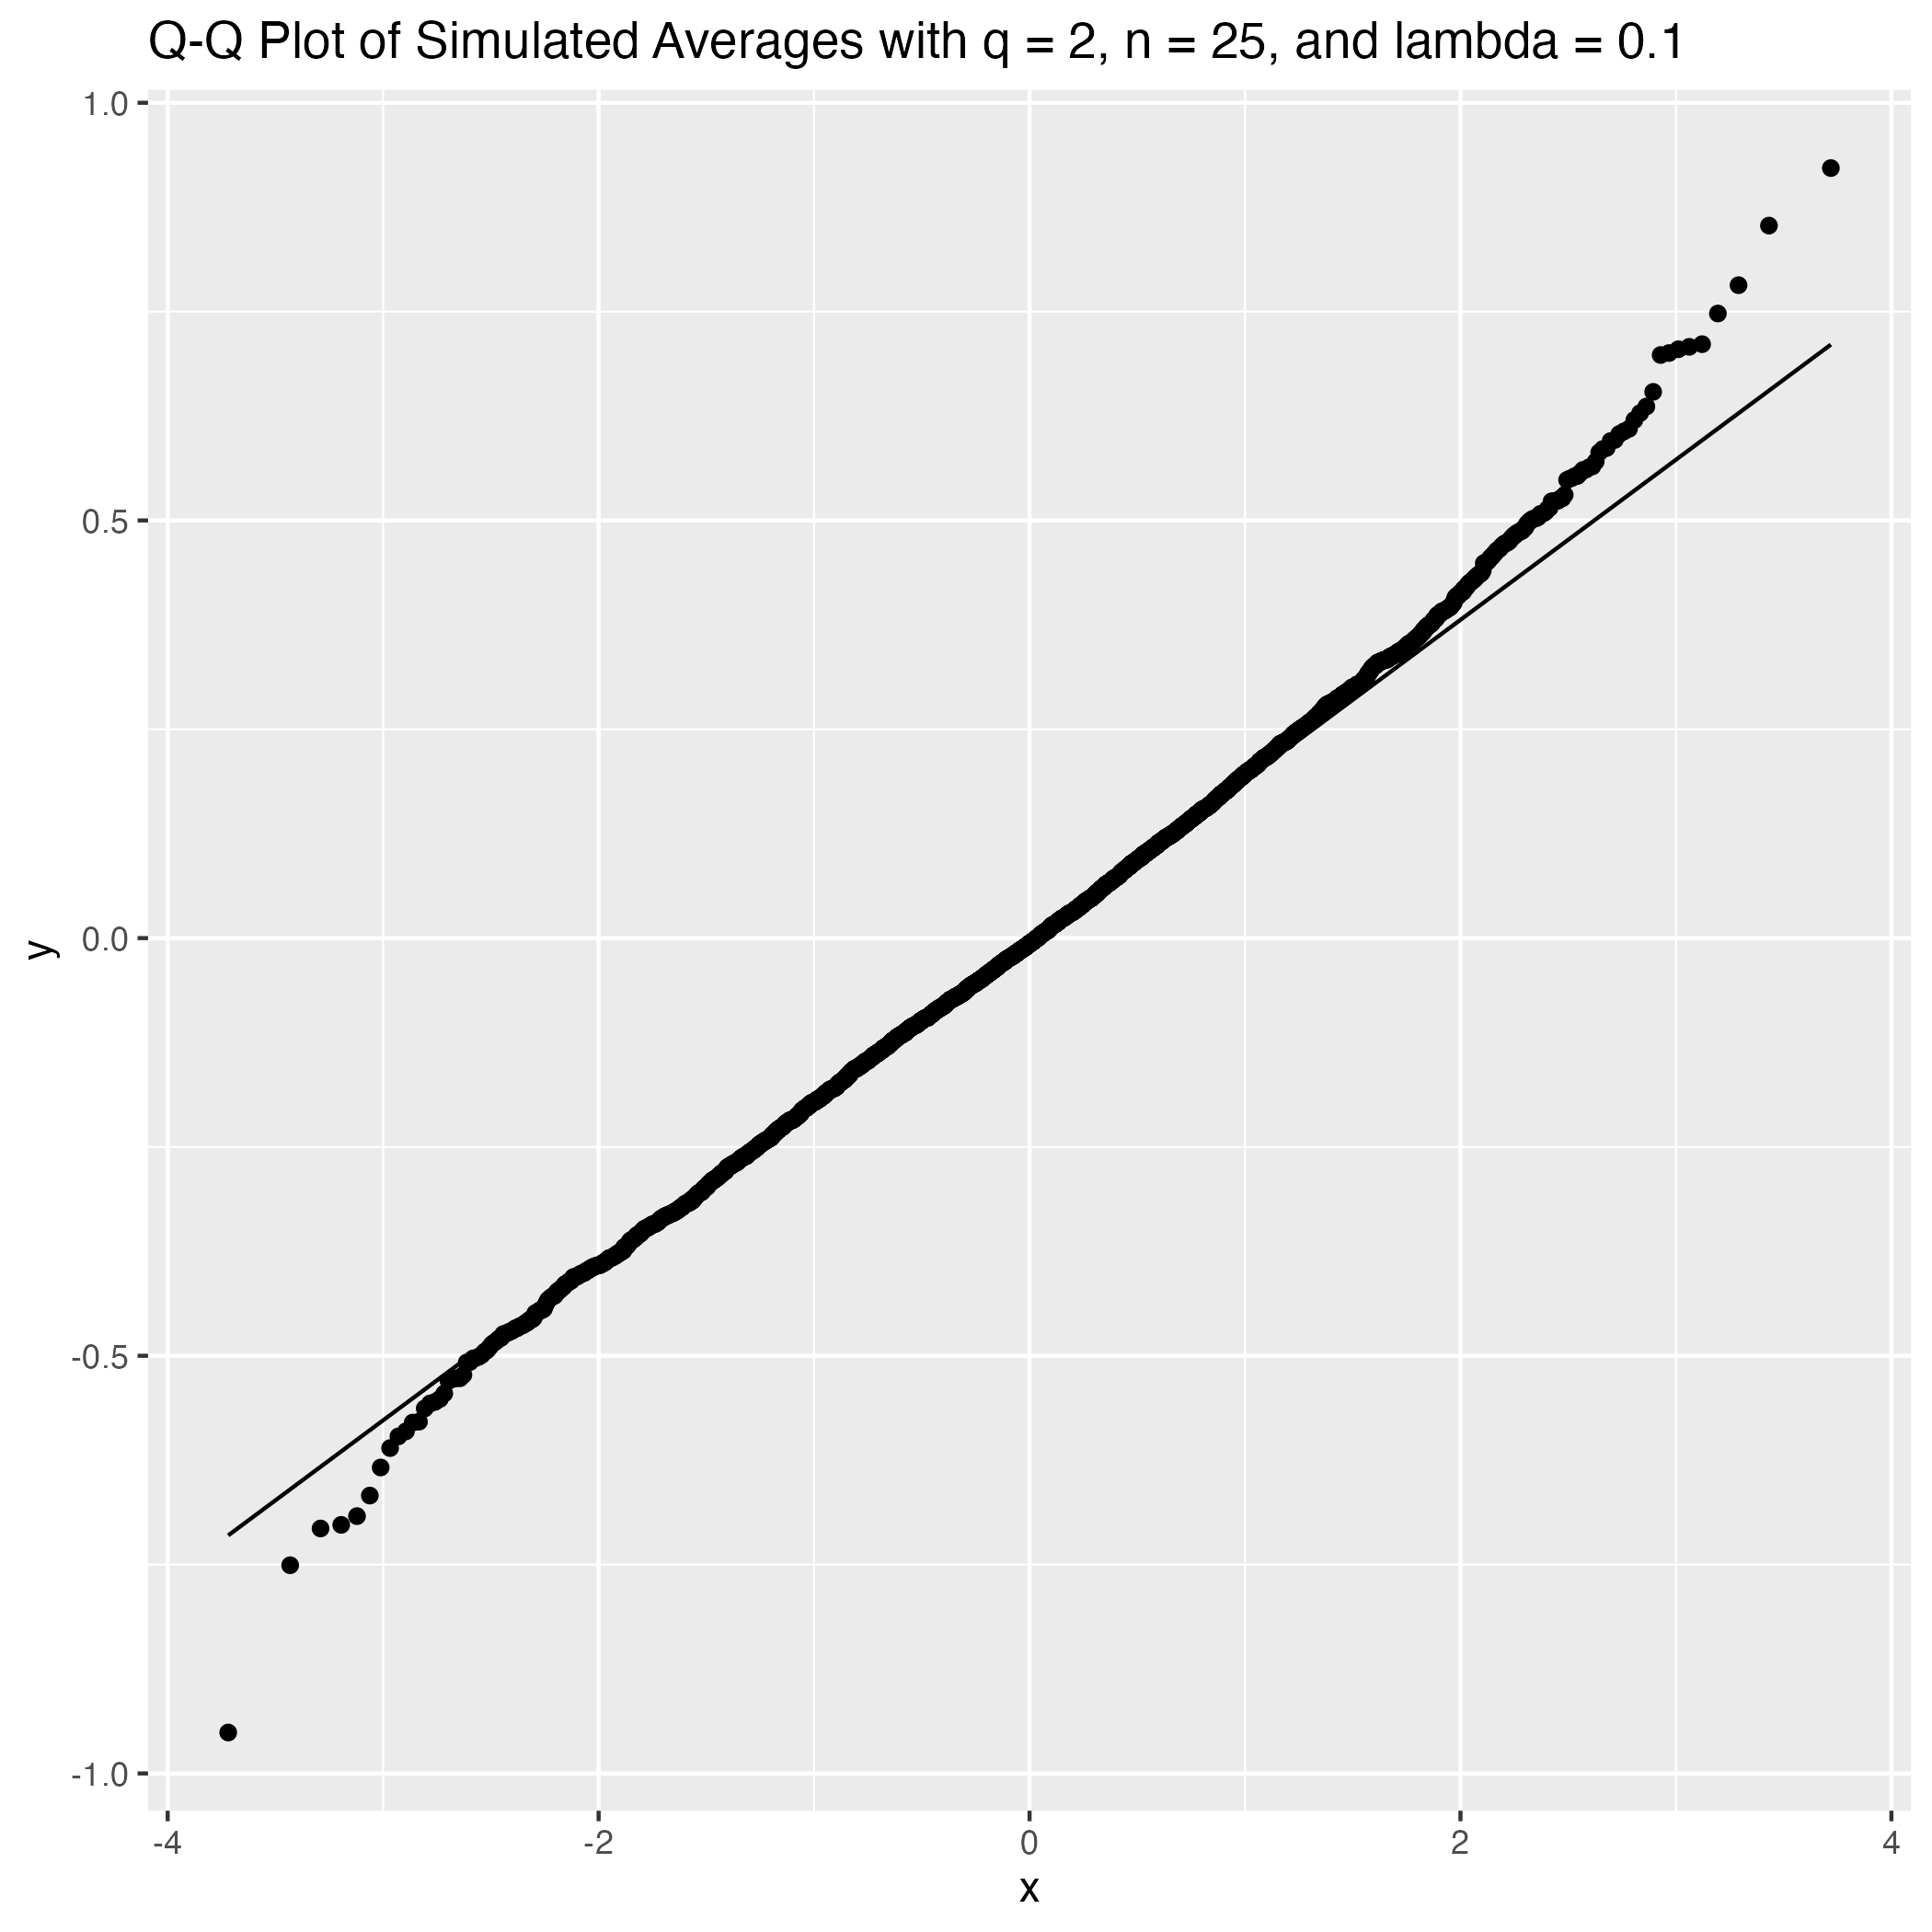 Q-Q Plot of Simulated Averages with q = 2, n = 25, and lambda = 0.1
1.0
0.5
0.0
-0.5
-1.0
y
-4 -2 0 2 4
x